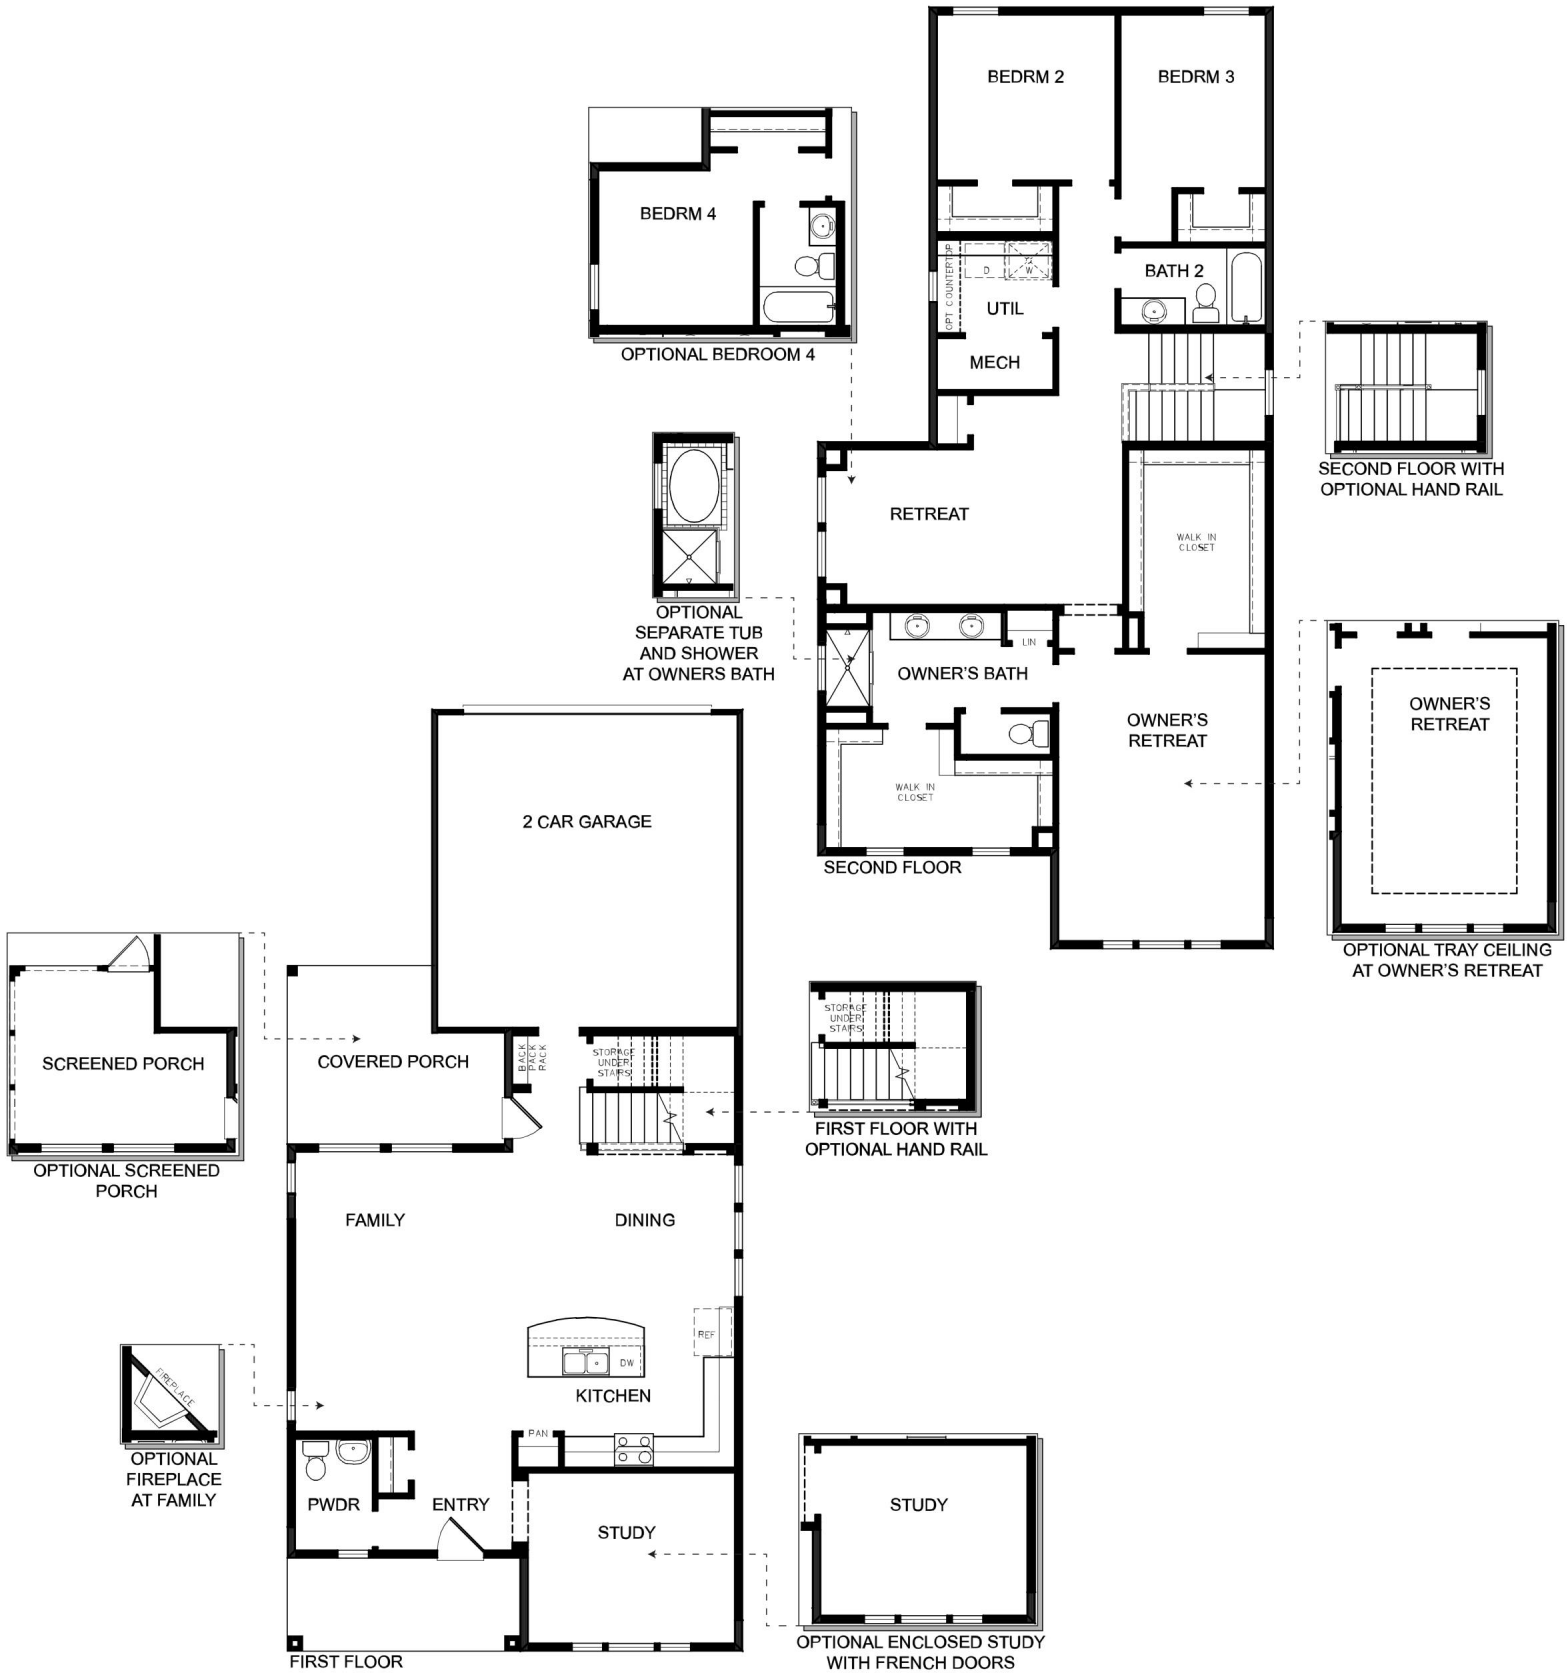 BEDRM 2
BEDRM 3
OPT COUNTERTOP
D
W
UTIL
MECH
BATH 2
BEDRM 4
OPTIONAL BEDROOM 4
SECOND FLOOR WITH
OPTIONAL HAND RAIL
RETREAT
WALK IN
CLOSET
OPTIONAL
SEPARATE TUB
AND SHOWER
AT OWNERS BATH
LIN
OWNER'S BATH
OWNER'S
RETREAT
WALK IN
CLOSET
SECOND FLOOR
OWNER'S
RETREAT
OPTIONAL TRAY CEILING
AT OWNER'S RETREAT
2 CAR GARAGE
SCREENED PORCH
OPTIONAL SCREENED
PORCH
COVERED PORCH
BACK
PACK
RACK
STORAGE
UNDER
STAIRS
STORAGE
UNDER
STAIRS
FIRST FLOOR WITH
OPTIONAL HAND RAIL
FAMILY
DINING
REF
DW
KITCHEN
PAN
FIREPLACE
OPTIONAL
FIREPLACE
AT FAMILY
PWDR
ENTRY
STUDY
FIRST FLOOR
STUDY
OPTIONAL ENCLOSED STUDY
WITH FRENCH DOORS